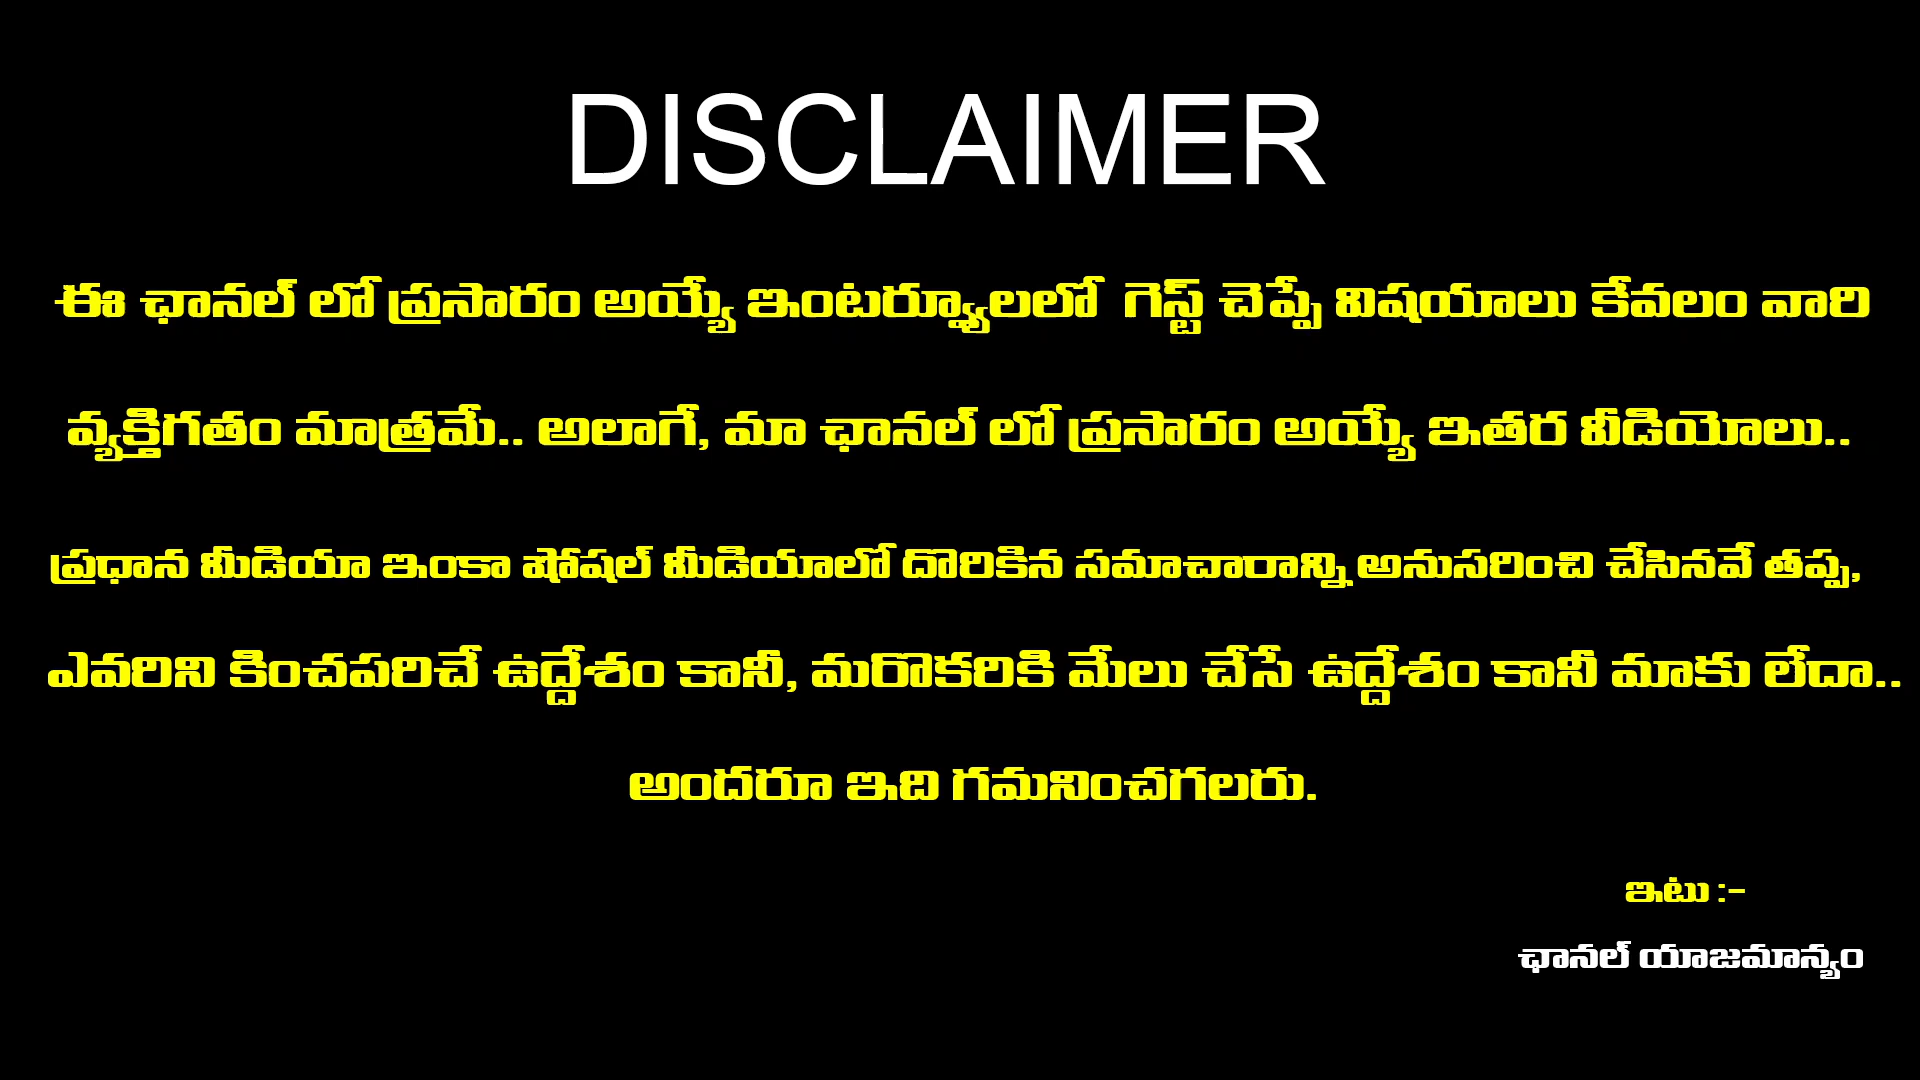 DISCLAIMER
ఈ ఛానల్ లో ప్రసారం అయ్యే ఇంటర్వ్యూలలో గెస్ట్ చెప్పే విషయాలు కేవలం వారి
వ్యక్తిగతం మాత్రమే.. అలాగే, మా ఛానల్ లో ప్రసారం అయ్యే ఇతర వీడియోలు..
ప్రధాన మీడియా ఇంకా షోషల్ మీడియాలో దొరికిన సమాచారాన్ని అనుసరించి చేసినవే తప్ప,
ఎవరిని కించపరిచే ఉద్దేశం కానీ, మరొకరికి మేలు చేసే ఉద్దేశం కానీ మాకు లేదా..
అందరూ ఇది గమనించగలరు.
ఇటు :-
ఛానల్ యాజమాన్యం